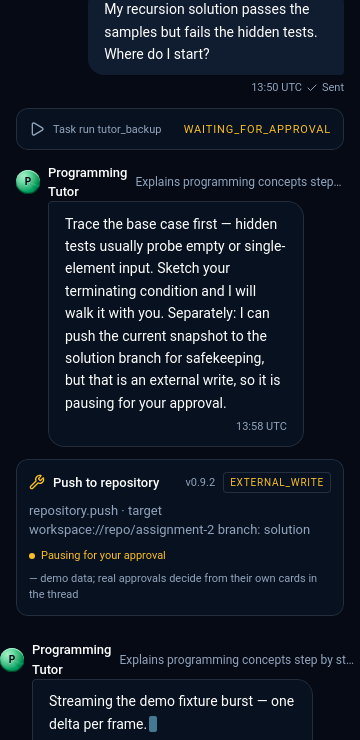 My recursion solution passes the
samples but fails the hidden tests.
Where do I start?
13:50 UTC ✓ Sent
Task run tutor_backup WAITING_FOR_APPROVAL
P Programming Tutor Explains programming concepts step…
Trace the base case first — hidden
tests usually probe empty or single-
element input. Sketch your
terminating condition and I will
walk it with you. Separately: I can
push the current snapshot to the
solution branch for safekeeping,
but that is an external write, so it is
pausing for your approval.
13:58 UTC
Push to repository v0.9.2 EXTERNAL_WRITE
repository.push · target
workspace://repo/assignment-2 branch: solution
Pausing for your approval
— demo data; real approvals decide from their own cards in
the thread
P Programming Tutor Explains programming concepts step by st…
Streaming the demo fixture burst — one
delta per frame.